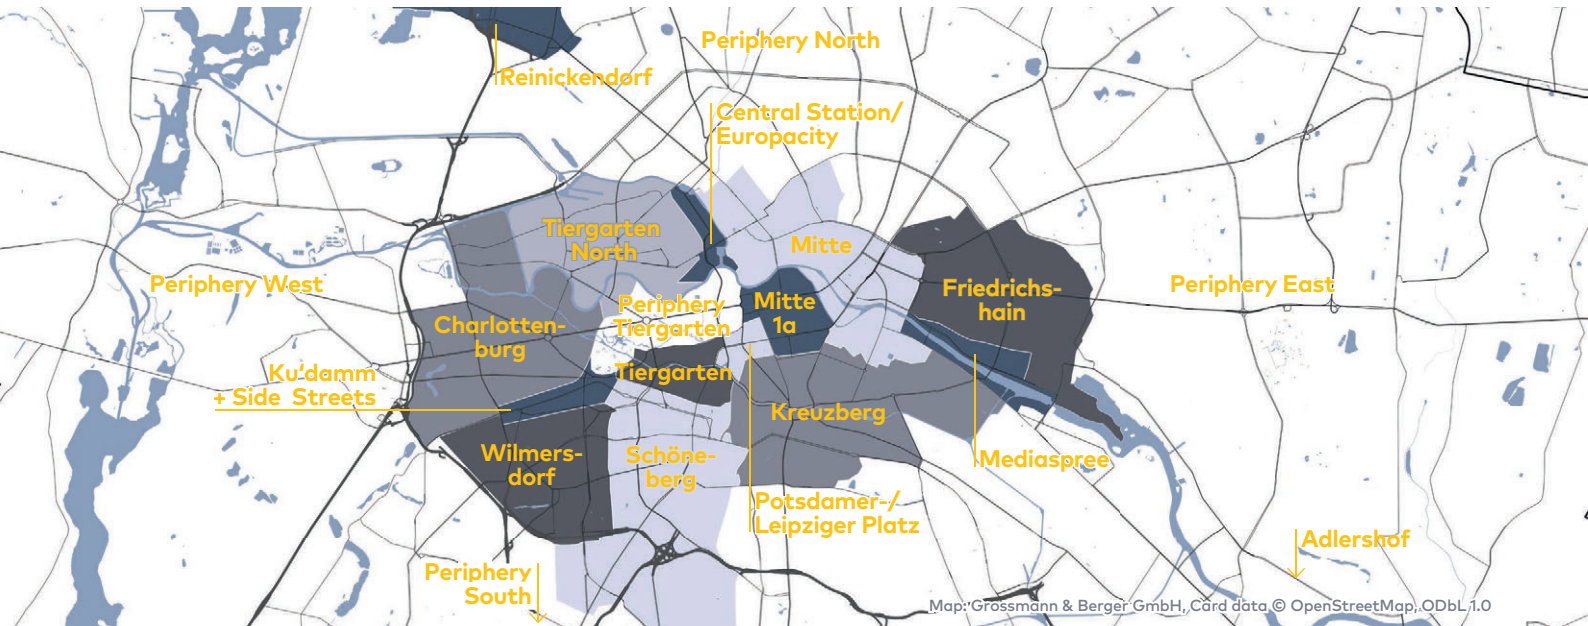 Periphery North
Reinickendorf
Central Station/
Europacity
Tiergarten
North
Mitte
Periphery West
Periphery
Tiergarten
Mitte
1a
Friedrichs-
hain
Periphery East
Charlotten-
burg
Ku'damm
+ Side Streets
Tiergarten
Kreuzberg
Wilmers-
dorf
Schöne-
berg
Mediaspree
Potsdamer-/
Leipziger Platz
Adlershof
Periphery
South
Map: Grossmann & Berger GmbH, Card data © OpenStreetMap, ODbL 1.0